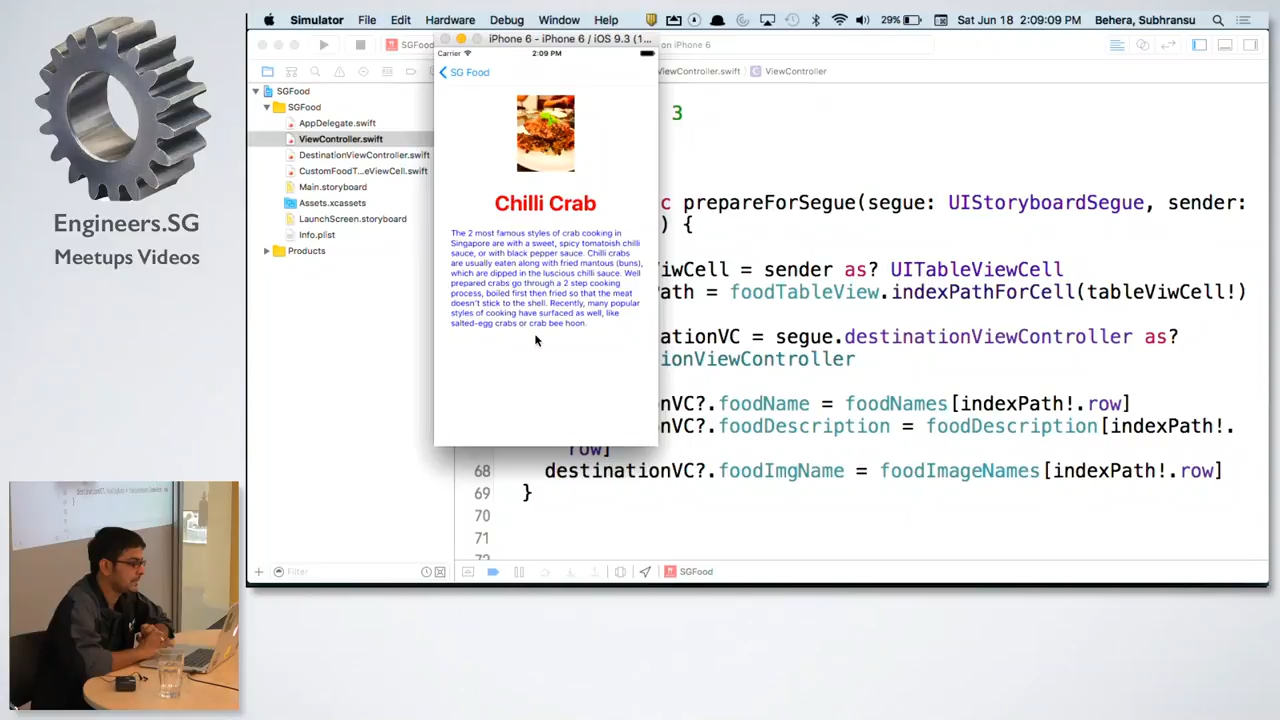 Simulator File Edit Hardware Debug Window Help 29% Sat Jun 18 2:09:09 PM Behera, Subhransu
iPhone 6 - iPhone 6 / iOS 9.3 (1...
SGFood
on iPhone 6
Carrier 2:09 PM
SG Food
ViewController.swift ViewController
SGFood
SGFood
AppDelegate.swift
ViewController.swift
DestinationViewController.swift
CustomFoodT...eViewCell.swift
Main.storyboard
Assets.xcassets
LaunchScreen.storyboard
Info.plist
Products
Chilli Crab
The 2 most famous styles of crab cooking in
Singapore are with a sweet, spicy tomatoish chilli
sauce, or with black pepper sauce. Chilli crabs
are usually eaten along with fried mantous (buns),
which are dipped in the luscious chilli sauce. Well
prepared crabs go through a 2 step cooking
process, boiled first then fried so that the meat
doesn't stick to the shell. Recently, many popular
styles of cooking have surfaced as well, like
salted-egg crabs or crab bee hoon.
3
c prepareForSegue(segue: UIStoryboardSegue, sender:
) {
iwCell = sender as? UITableViewCell
ath = foodTableView.indexPathForCell(tableViwCell!)
ationVC = segue.destinationViewController as?
ionViewController
nVC?.foodName = foodNames[indexPath!.row]
nVC?.foodDescription = foodDescription[indexPath!.
row]
68 destinationVC?.foodImgName = foodImageNames[indexPath!.row]
69 }
70
71
72
Filter
SGFood
Engineers.SG
Meetups Videos